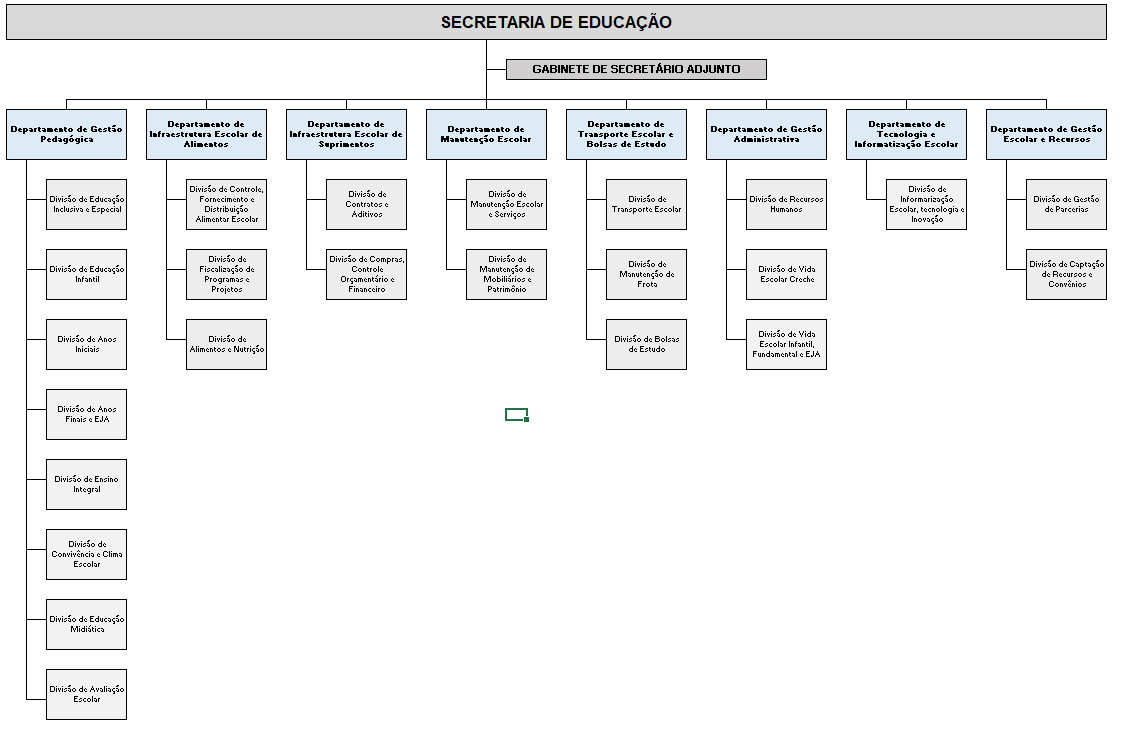 SECRETARIA DE EDUCAÇÃO
GABINETE DE SECRETÁRIO ADJUNTO
Departamento de Gestão
Pedagógica
Departamento de
Infraestrutura Escolar de
Alimentos
Departamento de
Infraestrutura Escolar de
Suprimentos
Departamento de
Manutenção Escolar
Departamento de
Transporte Escolar e
Bolsas de Estudo
Departamento de Gestão
Administrativa
Departamento de
Tecnologia e
Informatização Escolar
Departamento de Gestão
Escolar e Recursos
Divisão de Educação
Inclusiva e Especial
Divisão de Controle,
Fornecimento e
Distribuição
Alimentar Escolar
Divisão de
Contratos e
Aditivos
Divisão de
Manutenção Escolar
e Serviços
Divisão de
Transporte Escolar
Divisão de Recursos
Humanos
Divisão de
Informarização
Escolar, tecnologia e
Inovação
Divisão de Gestão
de Parcerias
Divisão de Educação
Infantil
Divisão de
Fiscalização de
Programas e
Projetos
Divisão de Compras,
Controle
Orçamentário e
Financeiro
Divisão de
Manutenção de
Mobiliários e
Patrimônio
Divisão de
Manutenção de
Frota
Divisão de Vida
Escolar Creche
Divisão de Captação
de Recursos e
Convênios
Divisão de Anos
Iniciais
Divisão de
Alimentos e Nutrição
Divisão de Bolsas
de Estudo
Divisão de Vida
Escolar Infantil,
Fundamental e EJA
Divisão de Anos
Finais e EJA
Divisão de Ensino
Integral
Divisão de
Convivência e Clima
Escolar
Divisão de Educação
Midiática
Divisão de Avaliação
Escolar